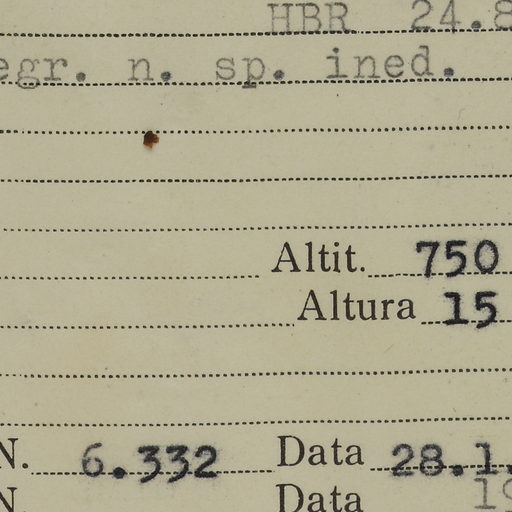 HBR 24.8
egr. n. sp. ined.
Altit. 750
Altura 15
N. 6.332 Data 28.1.
N. Data 19